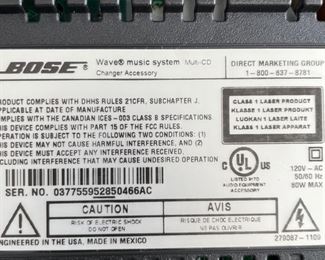 BOSE®
Wave® music system Multi-CD
Changer Accessory
DIRECT MARKETING GROUP
1-800-637-8781
PRODUCT COMPLIES WITH DHHS RULES 21CFR, SUBCHAPTER J,
APPLICABLE AT DATE OF MANUFACTURE
COMPLIES WITH THE CANADIAN ICES-003 CLASS B SPECIFICATIONS.
THIS DEVICE COMPLIES WITH PART 15 OF THE FCC RULES.
OPERATION IS SUBJECT TO THE FOLLOWING TWO CONDITIONS: (1)
THIS DEVICE MAY NOT CAUSE HARMFUL INTERFERENCE, AND (2)
THIS DEVICE MUST ACCEPT ANY INTERFERENCE RECEIVED,
INCLUDING INTERFERENCE THAT MAY CAUSE UNDESIRED OPERATION.
CLASS 1 LASER PRODUCT
KLASS 1 LASER PRODUKT
LUOKAN 1 LASER LAITE
KLASSE 1 LASER APPARAT
C UL US
LISTED
120V~AC
50/60 Hz
80W MAX
SER. NO. 037755952850466AC
CAUTION
RISK OF ELECTRIC SHOCK
DO NOT OPEN
AVIS
RISQUE DE CHOC ELECTRIQUE
NE PAS OUVRIR
ENGINEERED IN THE USA, MADE IN MEXICO
279087-1109